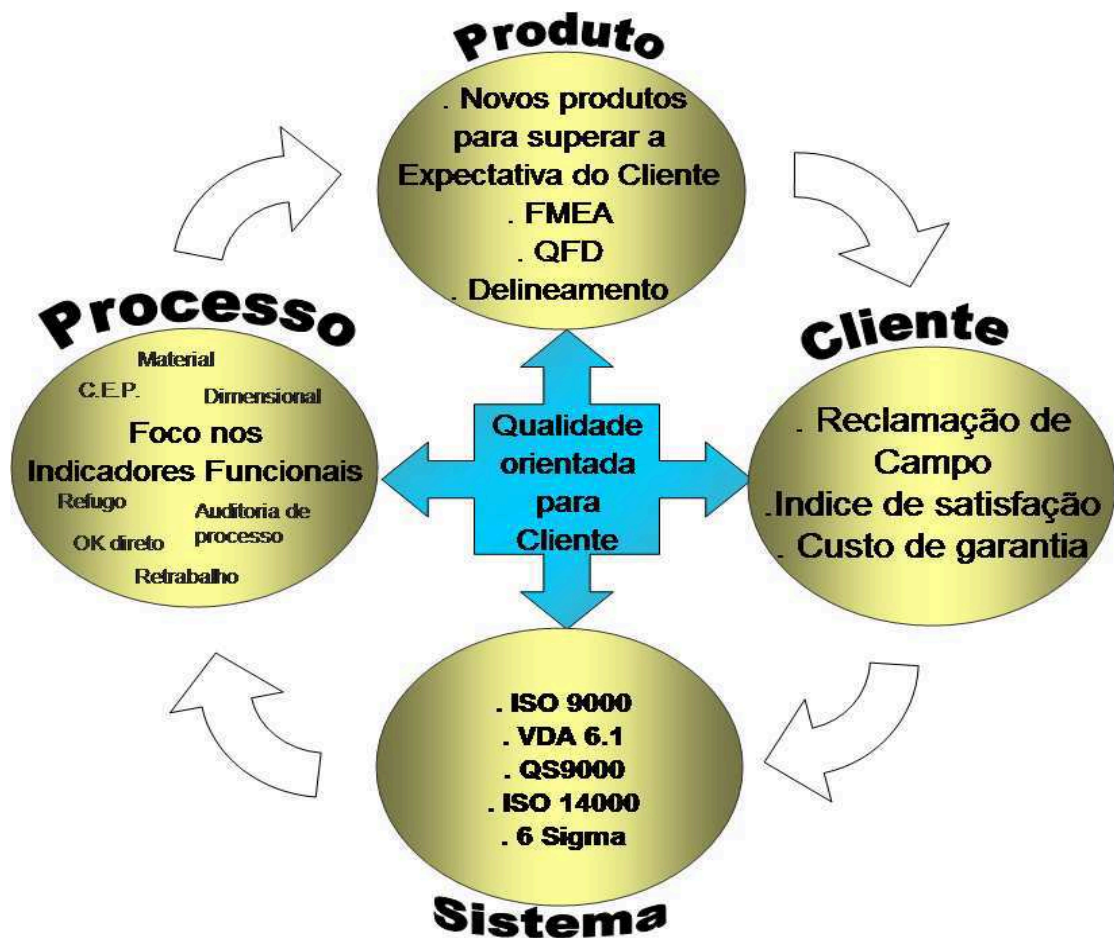 Produto
. Novos produtos
para superar a
Expectativa do Cliente
. FMEA
. QFD
. Delineamento
Processo
Material
C.E.P.
Dimensional
Foco nos
Indicadores Funcionais
Refugo
Auditoria de
processo
OK direto
Retrabalho
Qualidade
orientada
para
Cliente
Cliente
. Reclamação de
Campo
.Indice de satisfação
. Custo de garantia
. ISO 9000
. VDA 6.1
. QS9000
. ISO 14000
. 6 Sigma
Sistema